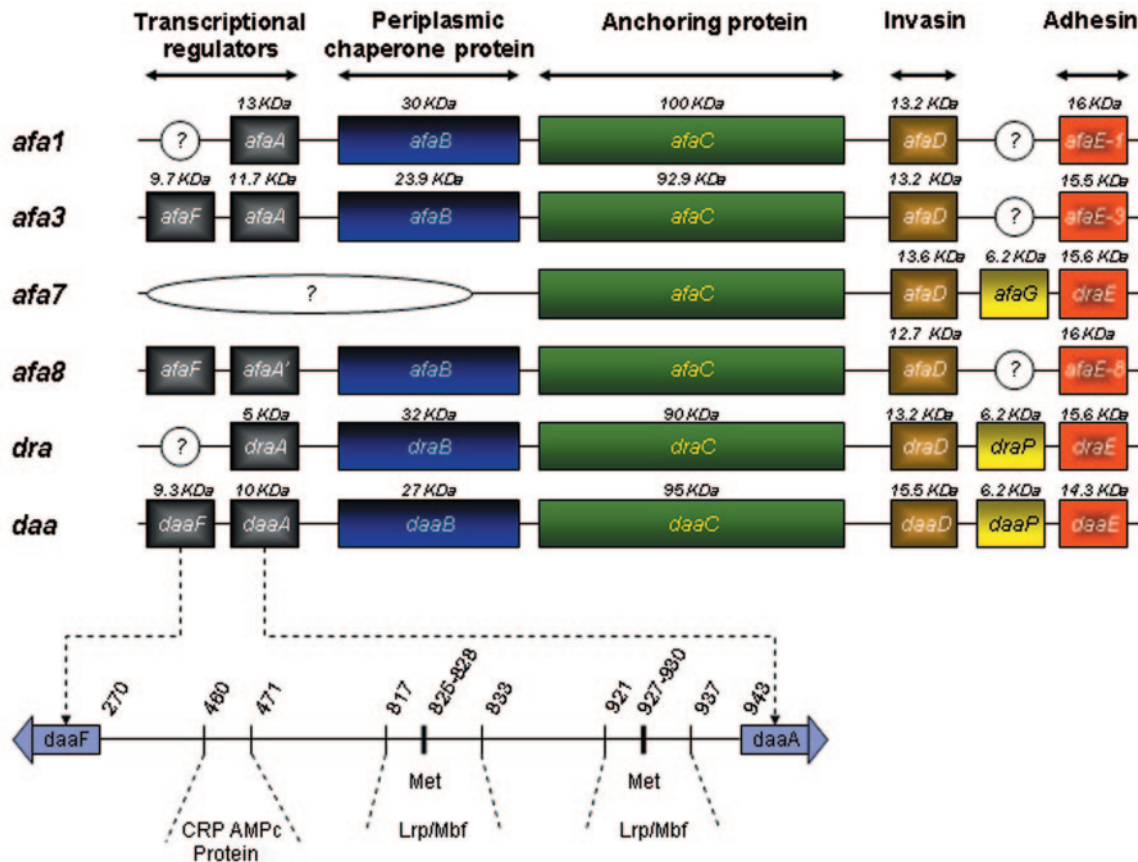 Transcriptional regulators Periplasmic chaperone protein Anchoring protein Invasin Adhesin
13 KDa 30 KDa 100 KDa 13.2 KDa 16 KDa
afa1 ? afaA afaB afaC afaD ? afaE-1
9.7 KDa 11.7 KDa 23.9 KDa 92.9 KDa 13.2 KDa 15.5 KDa
afa3 afaF afaA afaB afaC afaD ? afaE-3
13.6 KDa 6.2 KDa 15.6 KDa
afa7 ? afaC afaD afaG draE
12.7 KDa 16 KDa
afa8 afaF afaA' afaB afaC afaD ? afaE-8
5 KDa 32 KDa 90 KDa 13.2 KDa 6.2 KDa 15.6 KDa
dra ? draA draB draC draD draP draE
9.3 KDa 10 KDa 27 KDa 95 KDa 15.5 KDa 6.2 KDa 14.3 KDa
daa daaF daaA daaB daaC daaD daaP daaE
270 460 471 817 825-828 833 921 927-930 937 943
daaF daaA
Met Met
CRP AMPc Lrp/Mbf Lrp/Mbf
Protein